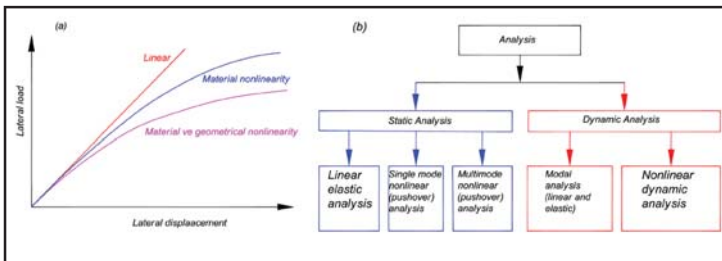 (a)
Linear
Material nonlinearity
Material ve geometrical nonlinearity
Lateral load
Lateral displaacement
(b)
Analysis
Static Analysis
Dynamic Analysis
Linear
elastic
analysis
Single mode
nonlinear
(pushover)
analysis
Multimode
nonlinear
(pushover)
analysis
Modal
analysis
(linear and
elastic)
Nonlinear
dynamic
analysis